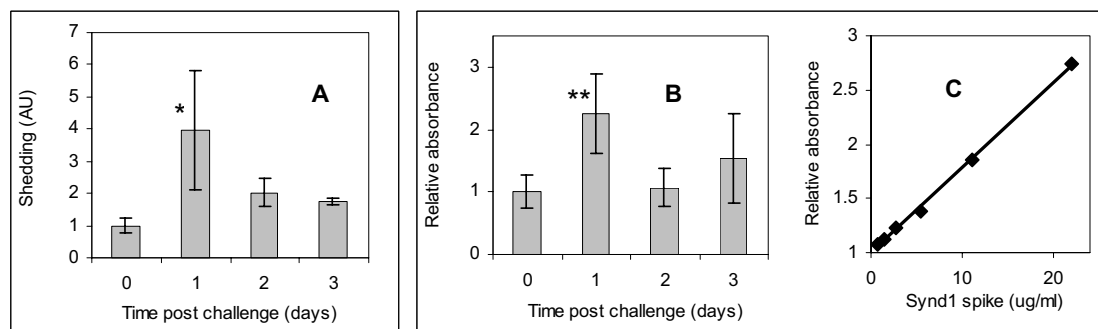 A
Shedding (AU)
7
6
5
4
3
2
1
0
*
0 1 2 3
Time post challenge (days)
B
Relative absorbance
3
2
1
0
**
0 1 2 3
Time post challenge (days)
C
Relative absorbance
3
2.5
2
1.5
1
0 10 20
Synd1 spike (ug/ml)